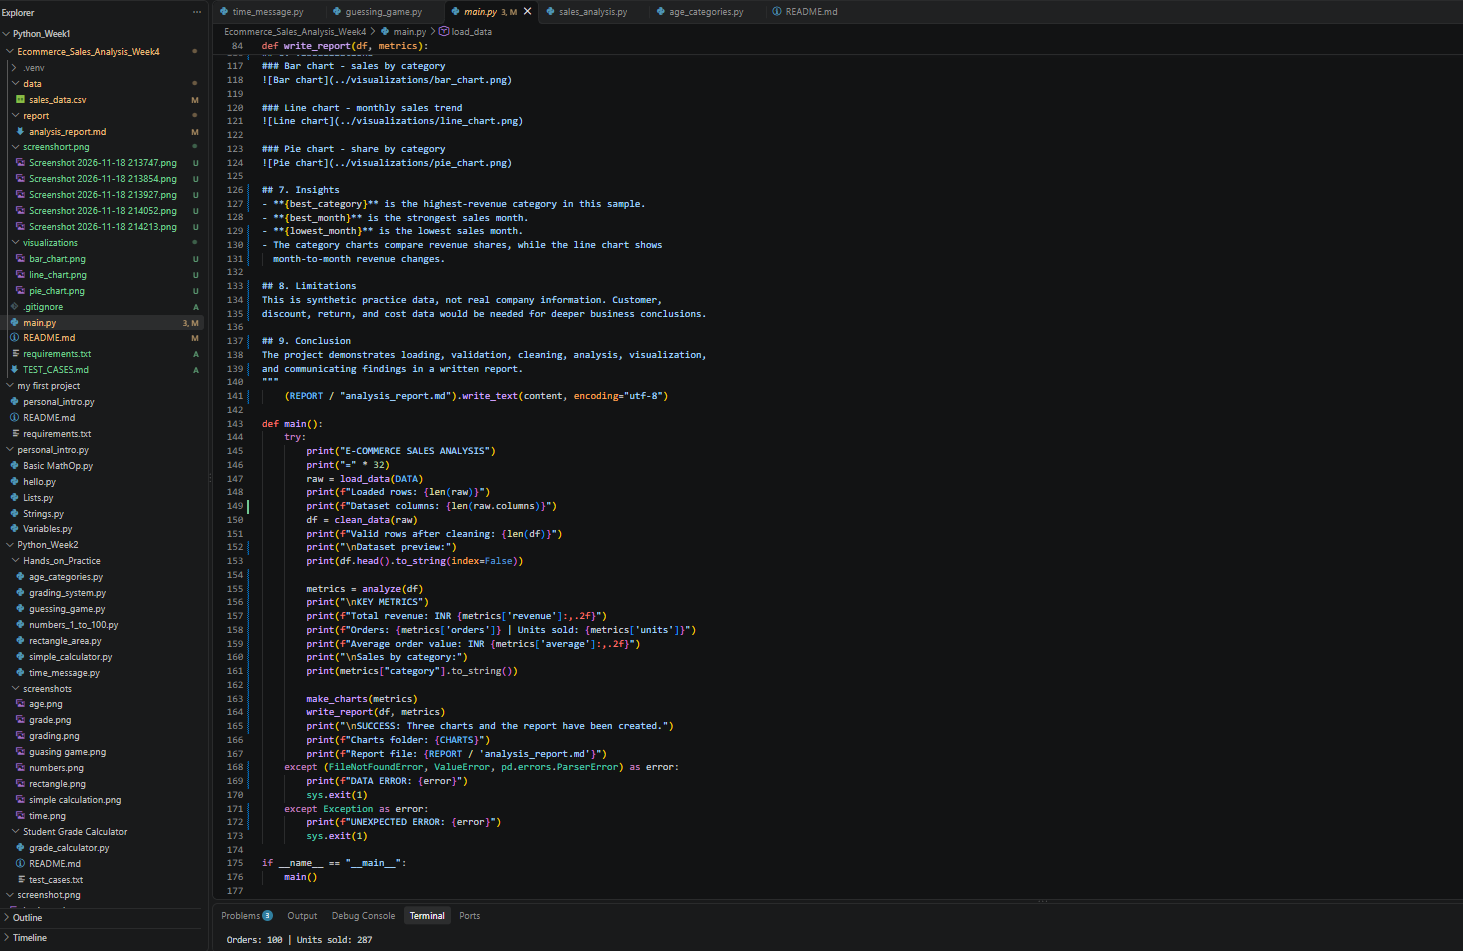 Explorer
Python_Week1
Ecommerce_Sales_Analysis_Week4
.venv
data
sales_data.csv M
report
analysis_report.md M
screenshort.png
Screenshot 2026-11-18 213747.png U
Screenshot 2026-11-18 213854.png U
Screenshot 2026-11-18 213927.png U
Screenshot 2026-11-18 214052.png U
Screenshot 2026-11-18 214213.png U
visualizations
bar_chart.png U
line_chart.png U
pie_chart.png U
.gitignore A
main.py 3, M
README.md M
requirements.txt A
TEST_CASES.md A
my first project
personal_intro.py
README.md
requirements.txt
personal_intro.py
Basic MathOp.py
hello.py
Lists.py
Strings.py
Variables.py
Python_Week2
Hands_on_Practice
age_categories.py
grading_system.py
guessing_game.py
numbers_1_to_100.py
rectangle_area.py
simple_calculator.py
time_message.py
screenshots
age.png
grade.png
grading.png
guasing game.png
numbers.png
rectangle.png
simple calculation.png
time.png
Student Grade Calculator
grade_calculator.py
README.md
test_cases.txt
screenshot.png
Outline
Timeline
time_message.py guessing_game.py main.py 3, M sales_analysis.py age_categories.py README.md
Ecommerce_Sales_Analysis_Week4 > main.py > load_data
84 def write_report(df, metrics):
117 ### Bar chart - sales by category
118 ![Bar chart](../visualizations/bar_chart.png)
119
120 ### Line chart - monthly sales trend
121 ![Line chart](../visualizations/line_chart.png)
122
123 ### Pie chart - share by category
124 ![Pie chart](../visualizations/pie_chart.png)
125
126 ## 7. Insights
127 - **{best_category}** is the highest-revenue category in this sample.
128 - **{best_month}** is the strongest sales month.
129 - **{lowest_month}** is the lowest sales month.
130 - The category charts compare revenue shares, while the line chart shows
131 month-to-month revenue changes.
132
133 ## 8. Limitations
134 This is synthetic practice data, not real company information. Customer,
135 discount, return, and cost data would be needed for deeper business conclusions.
136
137 ## 9. Conclusion
138 The project demonstrates loading, validation, cleaning, analysis, visualization,
139 and communicating findings in a written report.
140 """
141 (REPORT / "analysis_report.md").write_text(content, encoding="utf-8")
142
143 def main():
144 try:
145 print("E-COMMERCE SALES ANALYSIS")
146 print("=" * 32)
147 raw = load_data(DATA)
148 print(f"Loaded rows: {len(raw)}")
149 print(f"Dataset columns: {len(raw.columns)}")
150 df = clean_data(raw)
151 print(f"Valid rows after cleaning: {len(df)}")
152 print("\nDataset preview:")
153 print(df.head().to_string(index=False))
154
155 metrics = analyze(df)
156 print("\nKEY METRICS")
157 print(f"Total revenue: INR {metrics['revenue']:,.2f}")
158 print(f"Orders: {metrics['orders']} | Units sold: {metrics['units']}")
159 print(f"Average order value: INR {metrics['average']:,.2f}")
160 print("\nSales by category:")
161 print(metrics["category"].to_string())
162
163 make_charts(metrics)
164 write_report(df, metrics)
165 print("\nSUCCESS: Three charts and the report have been created.")
166 print(f"Charts folder: {CHARTS}")
167 print(f"Report file: {REPORT / 'analysis_report.md'}")
168 except (FileNotFoundError, ValueError, pd.errors.ParserError) as error:
169 print(f"DATA ERROR: {error}")
170 sys.exit(1)
171 except Exception as error:
172 print(f"UNEXPECTED ERROR: {error}")
173 sys.exit(1)
174
175 if __name__ == "__main__":
176 main()
177
Problems 3 Output Debug Console Terminal Ports
Orders: 100 | Units sold: 287